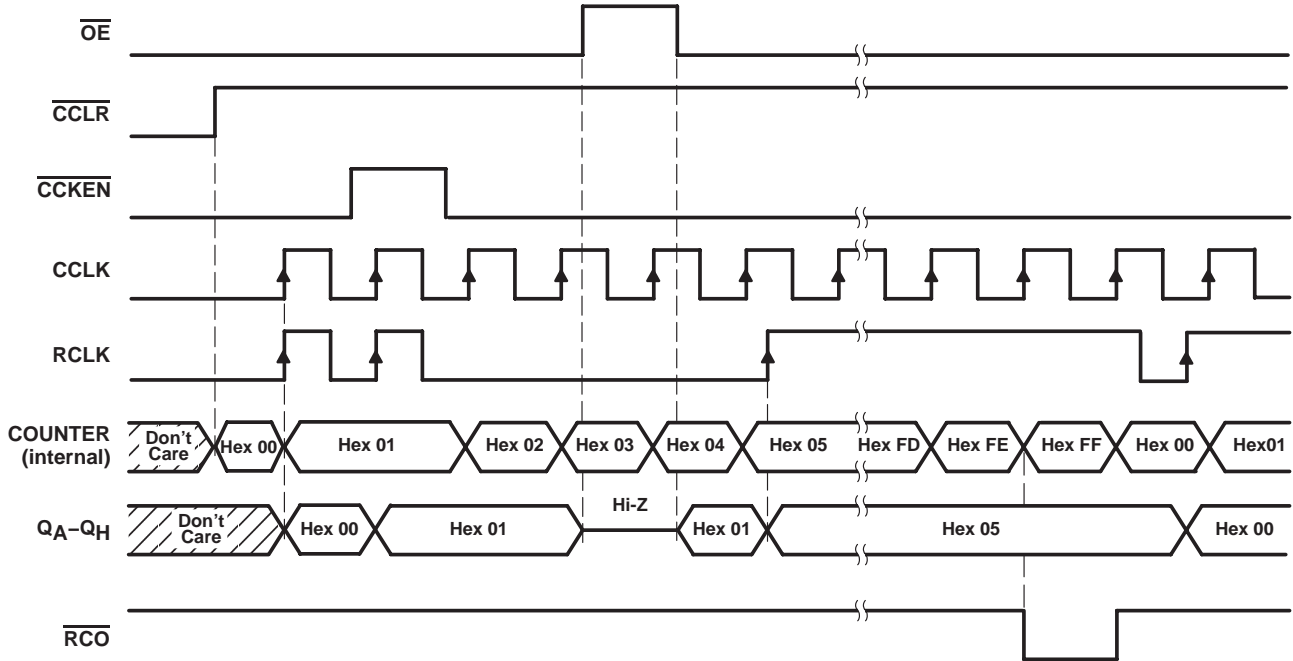 OE
CCLR
CCKEN
CCLK
RCLK
COUNTER
(internal)
Don't
Care
Hex 00
Hex 01
Hex 02
Hex 03
Hex 04
Hex 05
Hex FD
Hex FE
Hex FF
Hex 00
Hex01
QA–QH
Don't
Care
Hex 00
Hex 01
Hi-Z
Hex 01
Hex 05
Hex 00
RCO